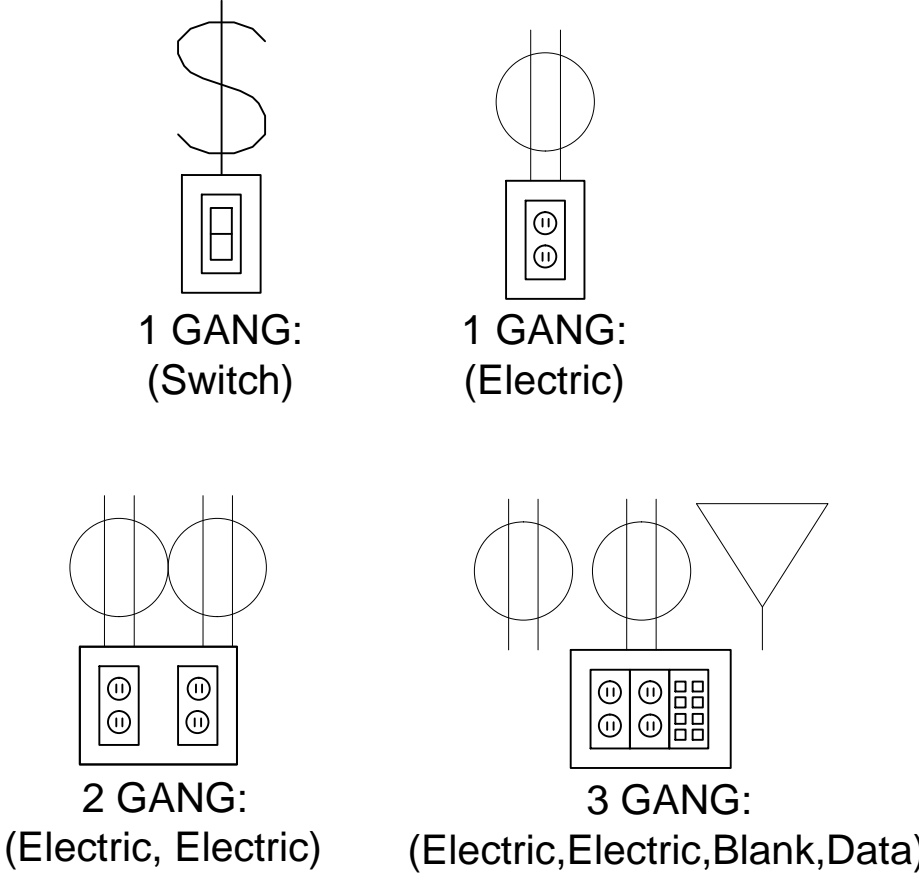 1 GANG:
(Switch)
1 GANG:
(Electric)
2 GANG:
(Electric, Electric)
3 GANG:
(Electric,Electric,Blank,Data)